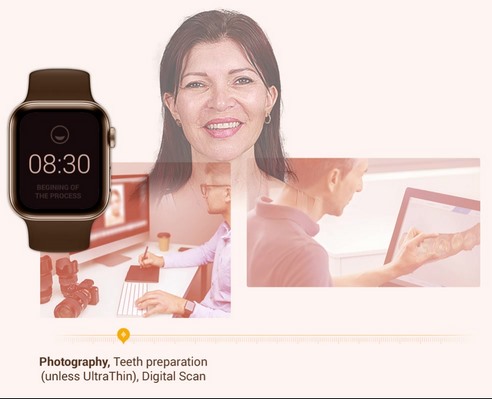 08:30
BEGINING OF
THE PROCESS
Photography, Teeth preparation
(unless UltraThin), Digital Scan